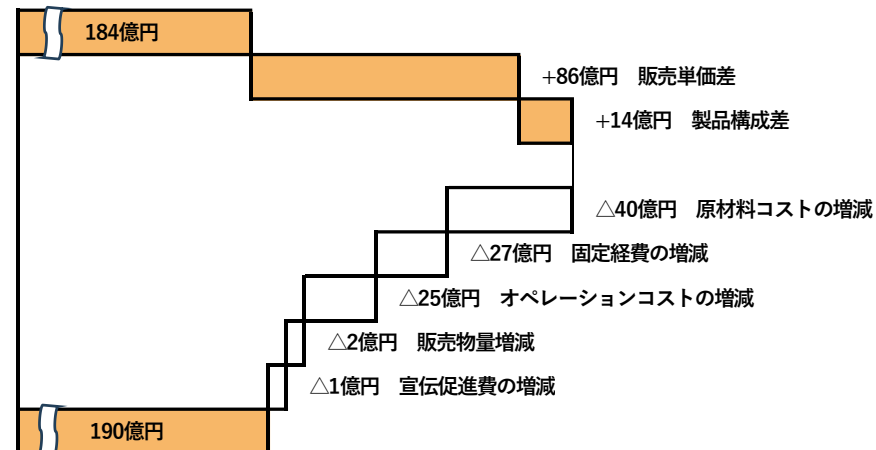 184億円
+86億円　販売単価差
+14億円　製品構成差
△40億円　原材料コストの増減
△27億円　固定経費の増減
△25億円　オペレーションコストの増減
△2億円　販売物量増減
△1億円　宣伝促進費の増減
190億円